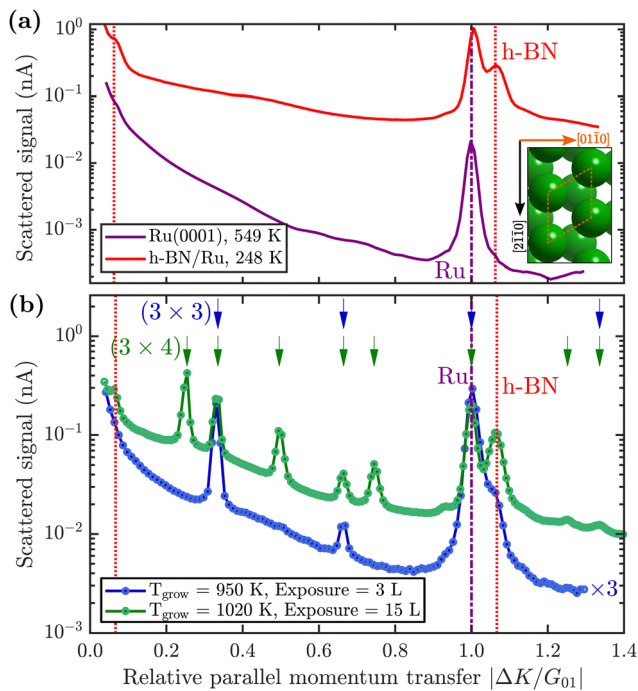 (a)
Scattered signal (nA)
10⁰
10⁻¹
10⁻²
10⁻³
h-BN
[011̄0]
[21̄1̄0]
Ru(0001), 549 K
h-BN/Ru, 248 K
Ru
(b)
Scattered signal (nA)
10⁰
10⁻¹
10⁻²
10⁻³
(3 × 3)
(3 × 4)
Ru
h-BN
T_grow = 950 K, Exposure = 3 L
T_grow = 1020 K, Exposure = 15 L
×3
0.0 0.2 0.4 0.6 0.8 1.0 1.2 1.4
Relative parallel momentum transfer |ΔK/G₀₁|